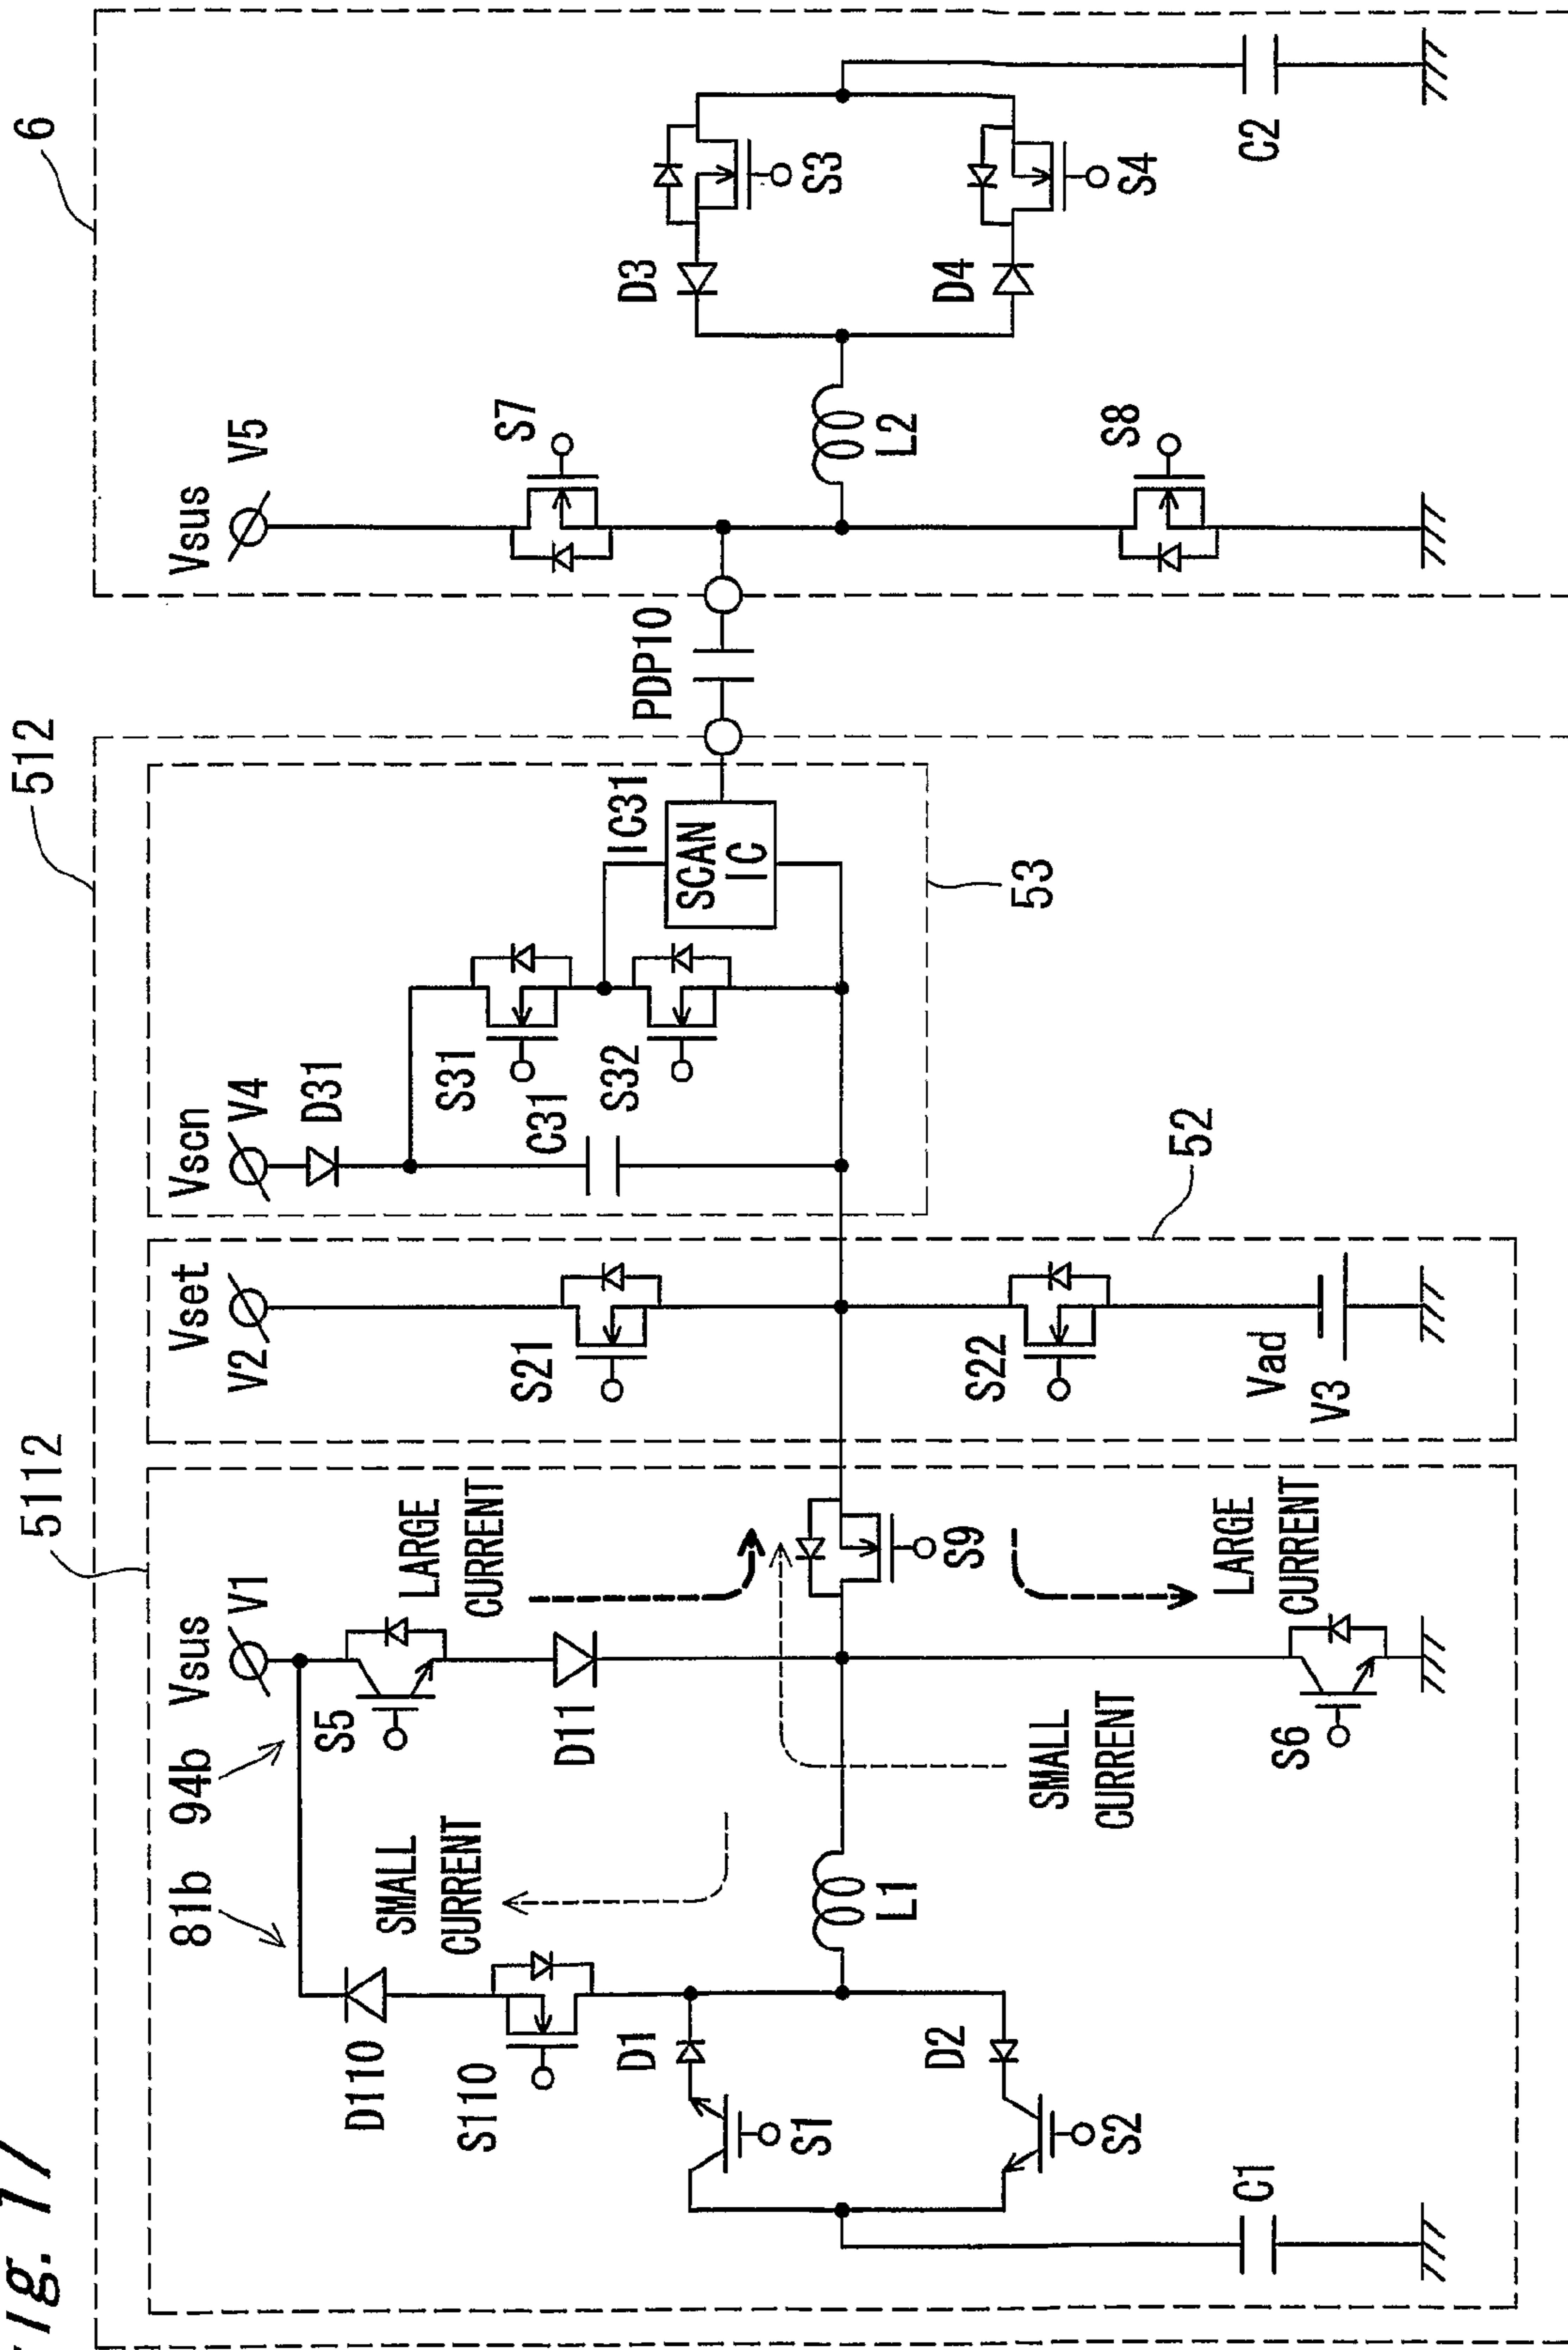 Fig. 17
5112
512
6
81b
94b
Vsus
V1
Vset
V2
Vscn
V4
Vsus
V5
D110
S110
SMALL
CURRENT
S5
LARGE
CURRENT
D11
D1
S1
D2
S2
L1
C1
SMALL
CURRENT
S9
LARGE
CURRENT
S6
S21
S22
Vad
V3
52
D31
C31
S31
S32
IC31
SCAN
IC
53
PDP10
S7
L2
S8
D3
S3
D4
S4
C2